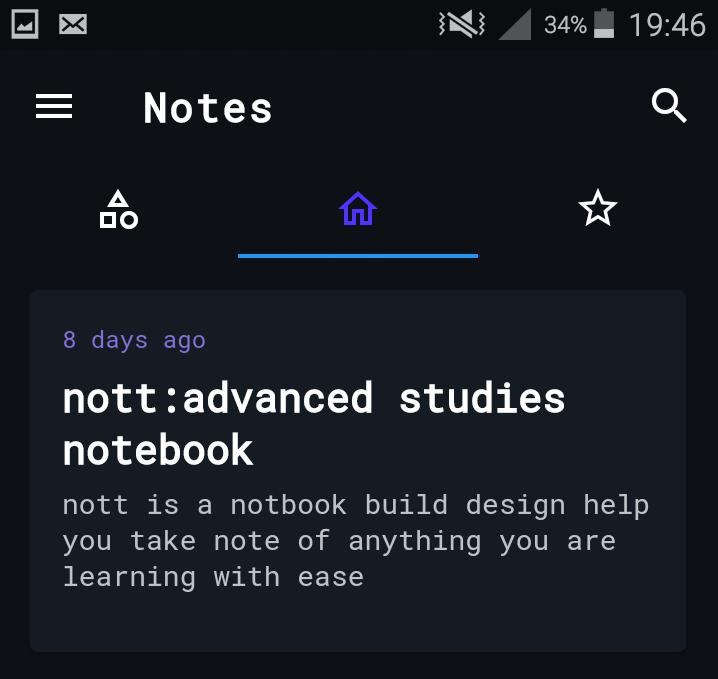 34% 19:46
Notes
8 days ago
nott:advanced studies
notebook
nott is a notbook build design help
you take note of anything you are
learning with ease